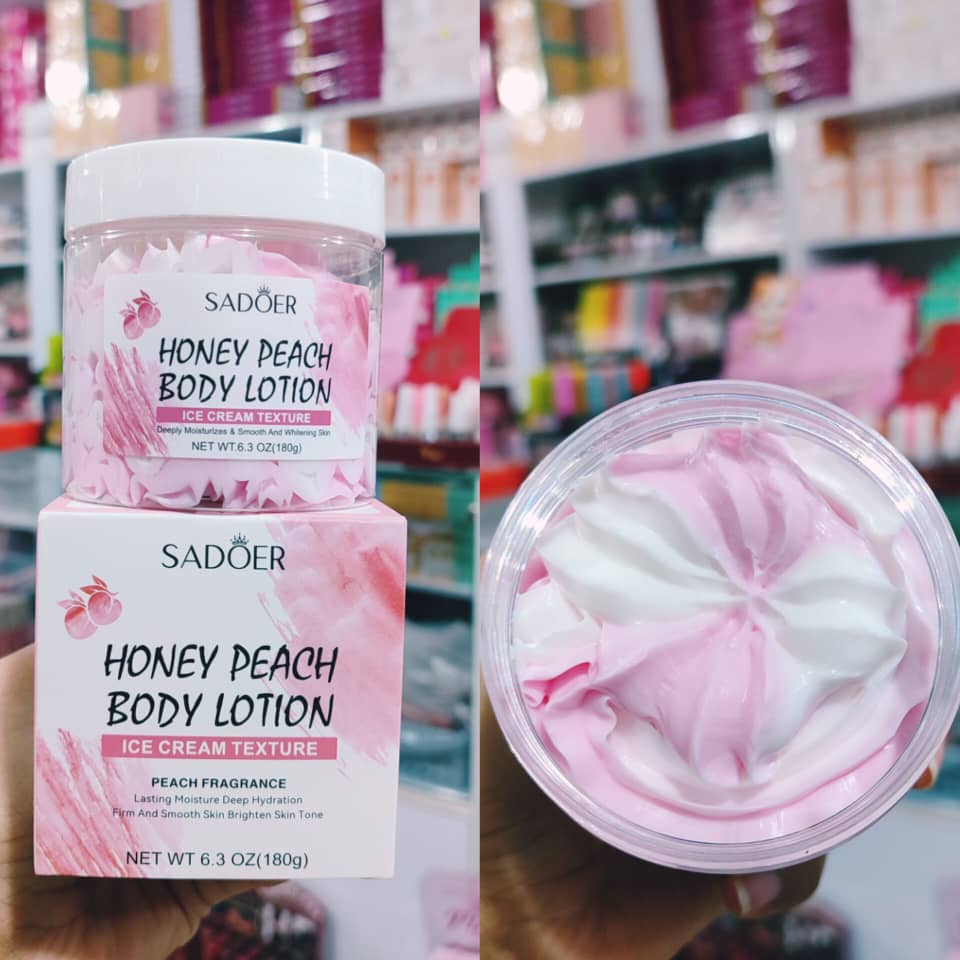 SADOER
HONEY PEACH
BODY LOTION
ICE CREAM TEXTURE
Deeply Moisturizes & Smooth And Whitening Skin
NET WT.6.3 OZ(180g)
SADOER
HONEY PEACH
BODY LOTION
ICE CREAM TEXTURE
PEACH FRAGRANCE
Lasting Moisture Deep Hydration
Firm And Smooth Skin Brighten Skin Tone
NET WT 6.3 OZ(180g)